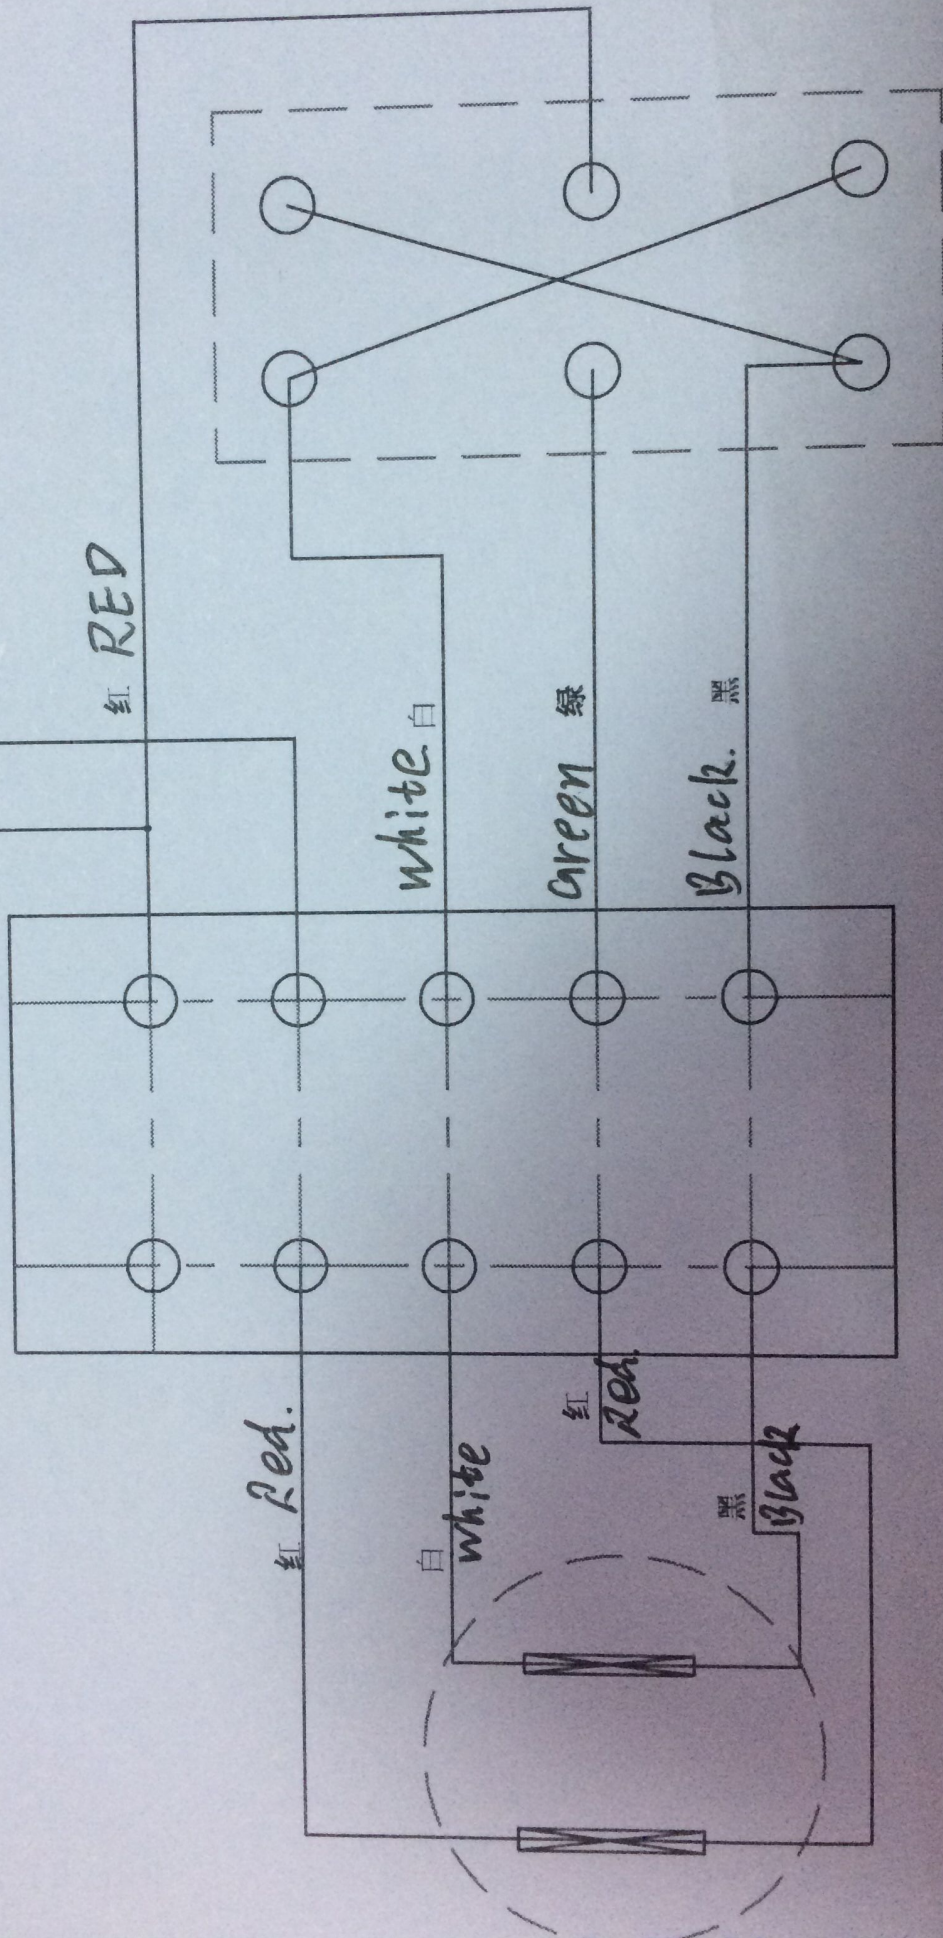 红 RED
white 白
Green 绿
Black. 黑
红 Red.
白 white
红 Red.
黑 Black